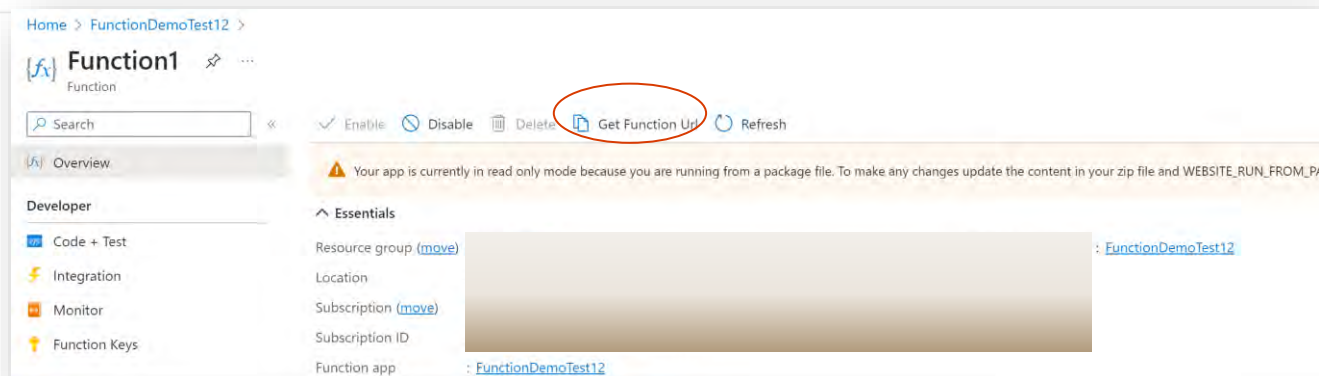 Home > FunctionDemoTest12 >
{fx} Function1 ...
Function
Search «
Enable Disable Delete Get Function Url Refresh
{fx} Overview
Your app is currently in read only mode because you are running from a package file. To make any changes update the content in your zip file and WEBSITE_RUN_FROM_PA
Developer
Essentials
Code + Test
Resource group (move) : FunctionDemoTest12
Integration
Location
Monitor
Subscription (move)
Function Keys
Subscription ID
Function app : FunctionDemoTest12